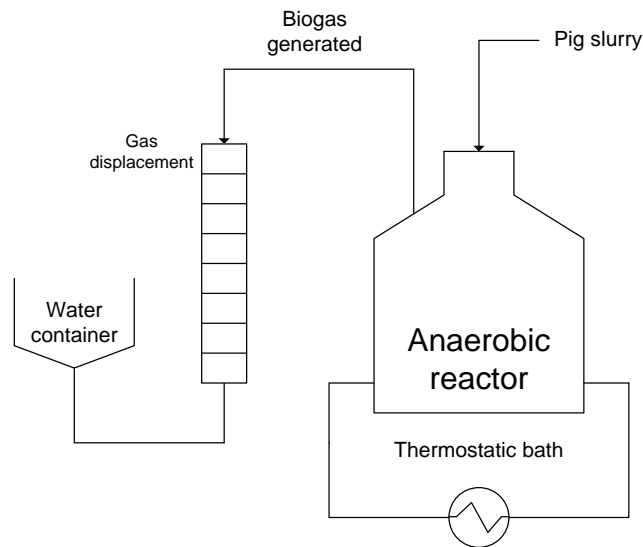 Biogas
generated
Pig slurry
Gas
displacement
Water
container
Anaerobic
reactor
Thermostatic bath